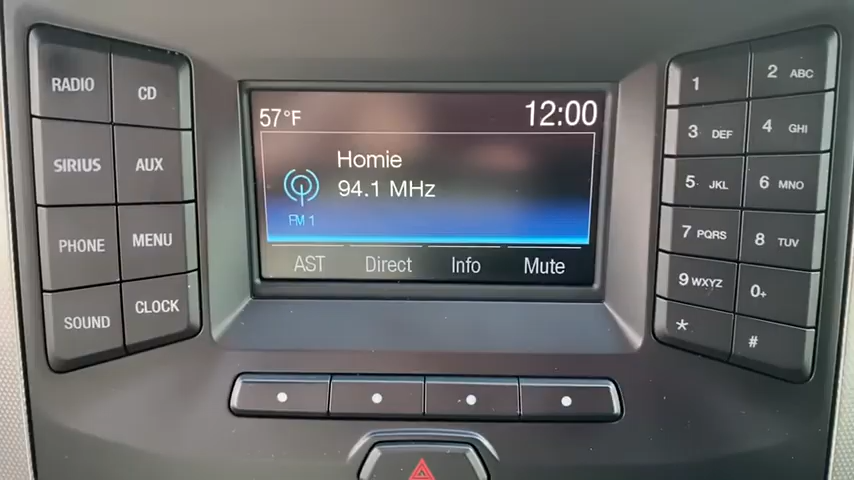 RADIO
CD
SIRIUS
AUX
PHONE
MENU
SOUND
CLOCK
57°F
12:00
Homie
94.1 MHz
FM 1
AST
Direct
Info
Mute
1
2 ABC
3 DEF
4 GHI
5 JKL
6 MNO
7 PQRS
8 TUV
9 WXYZ
0+
*
#